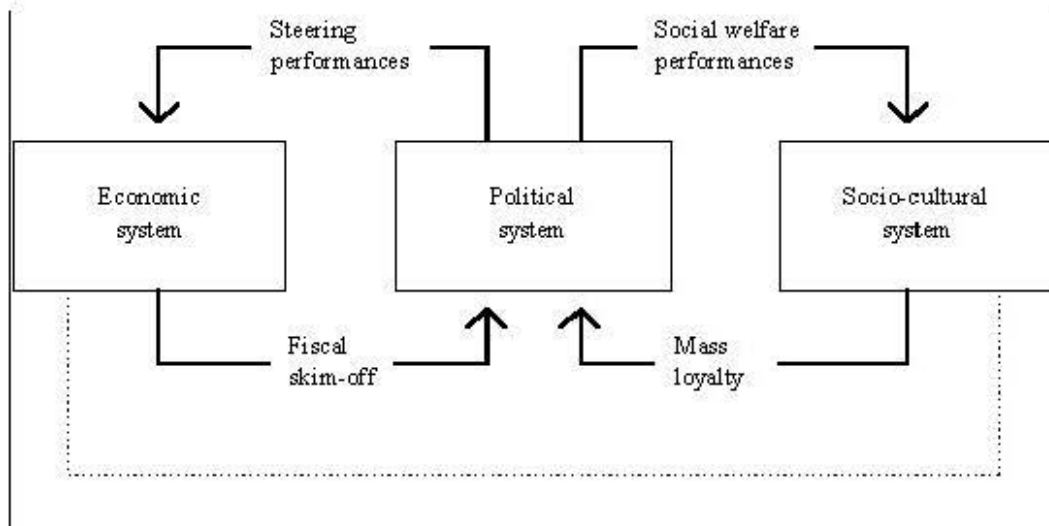 Steering
performances
Social welfare
performances
Economic
system
Political
system
Socio-cultural
system
Fiscal
skim-off
Mass
loyalty